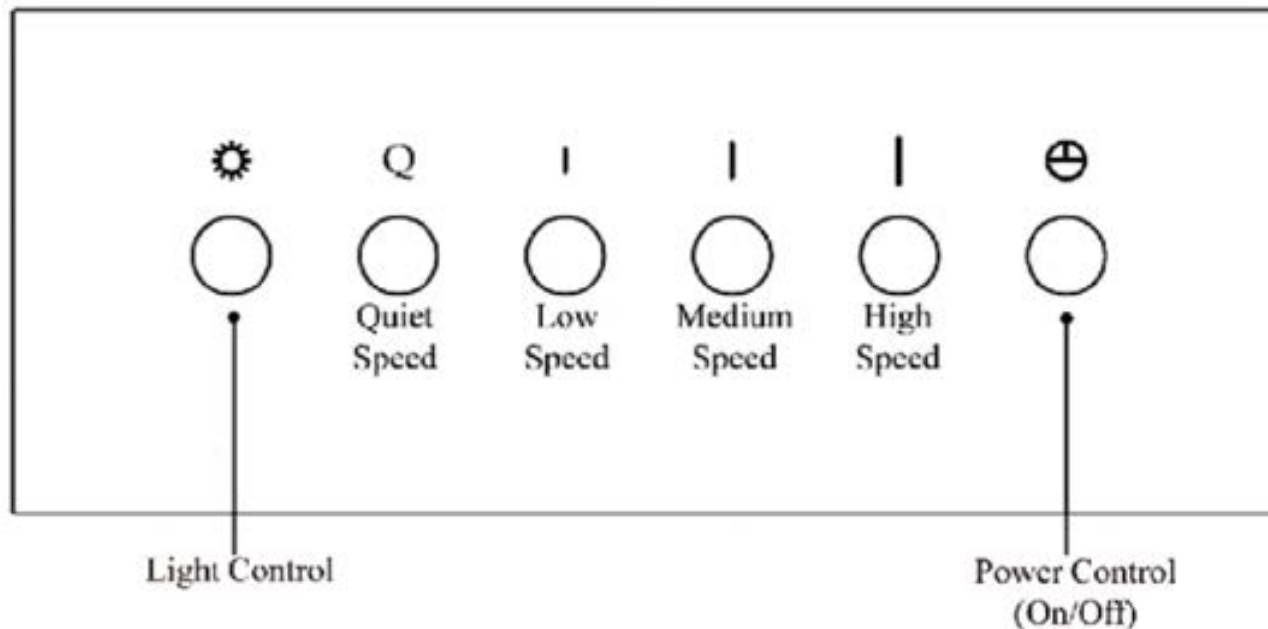 Q
Quiet Speed
Low Speed
Medium Speed
High Speed
Light Control
Power Control
(On/Off)